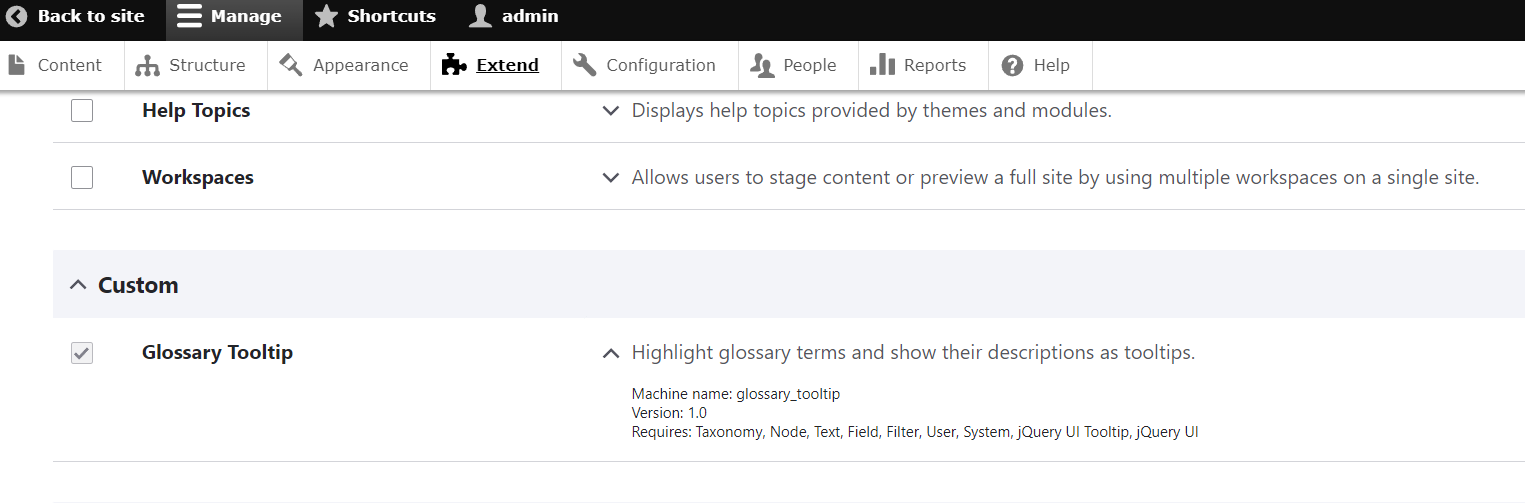 Back to site Manage Shortcuts admin
Content Structure Appearance Extend Configuration People Reports Help
Help Topics Displays help topics provided by themes and modules.
Workspaces Allows users to stage content or preview a full site by using multiple workspaces on a single site.
Custom
Glossary Tooltip Highlight glossary terms and show their descriptions as tooltips.
Machine name: glossary_tooltip
Version: 1.0
Requires: Taxonomy, Node, Text, Field, Filter, User, System, jQuery UI Tooltip, jQuery UI